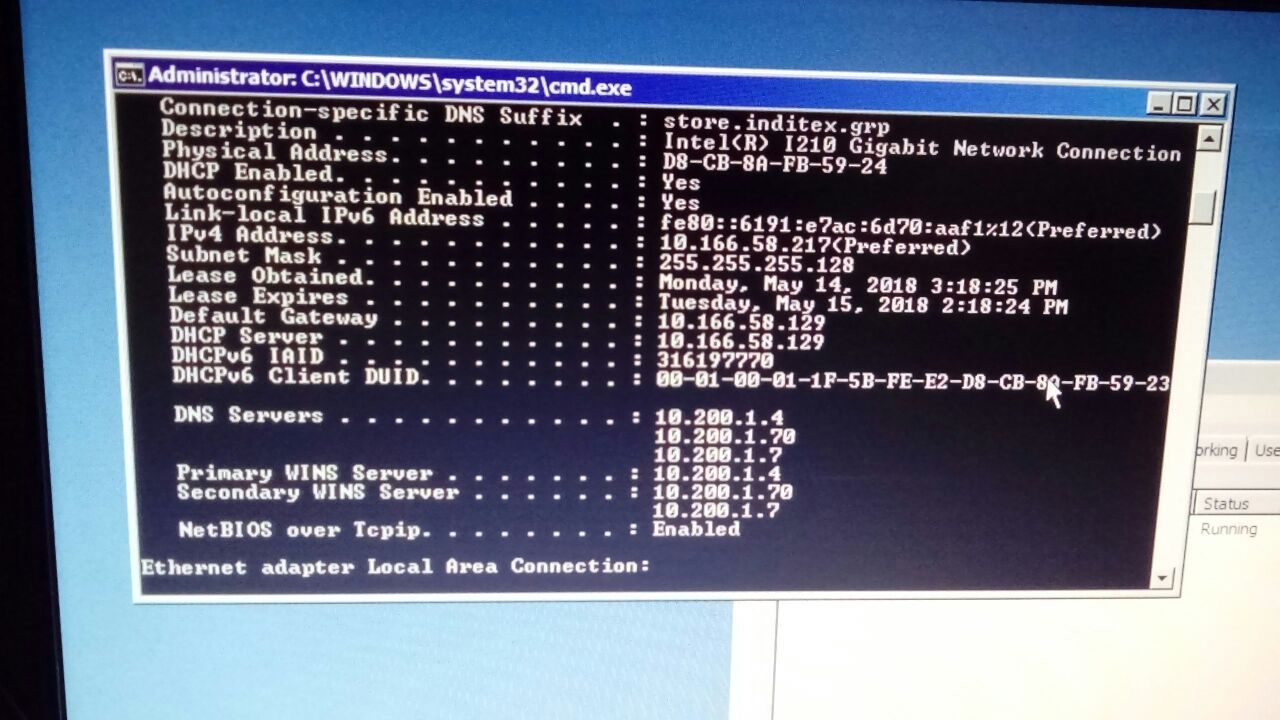 Administrator: C:\WINDOWS\system32\cmd.exe
Connection-specific DNS Suffix . : store.inditex.grp
Description . . . . . . . . . . . : Intel(R) I210 Gigabit Network Connection
Physical Address. . . . . . . . . : D8-CB-8A-FB-59-24
DHCP Enabled. . . . . . . . . . . : Yes
Autoconfiguration Enabled . . . . : Yes
Link-local IPv6 Address . . . . . : fe80::6191:e7ac:6d70:aaf1%12(Preferred)
IPv4 Address. . . . . . . . . . . : 10.166.58.217(Preferred)
Subnet Mask . . . . . . . . . . . : 255.255.255.128
Lease Obtained. . . . . . . . . . : Monday, May 14, 2018 3:18:25 PM
Lease Expires . . . . . . . . . . : Tuesday, May 15, 2018 2:18:24 PM
Default Gateway . . . . . . . . . : 10.166.58.129
DHCP Server . . . . . . . . . . . : 10.166.58.129
DHCPv6 IAID . . . . . . . . . . . : 316197770
DHCPv6 Client DUID. . . . . . . . : 00-01-00-01-1F-5B-FE-E2-D8-CB-8A-FB-59-23
DNS Servers . . . . . . . . . . . : 10.200.1.4
10.200.1.70
10.200.1.7
Primary WINS Server . . . . . . . : 10.200.1.4
Secondary WINS Server . . . . . . : 10.200.1.70
10.200.1.7
NetBIOS over Tcpip. . . . . . . . : Enabled
Ethernet adapter Local Area Connection:
orking Use
Status
Running